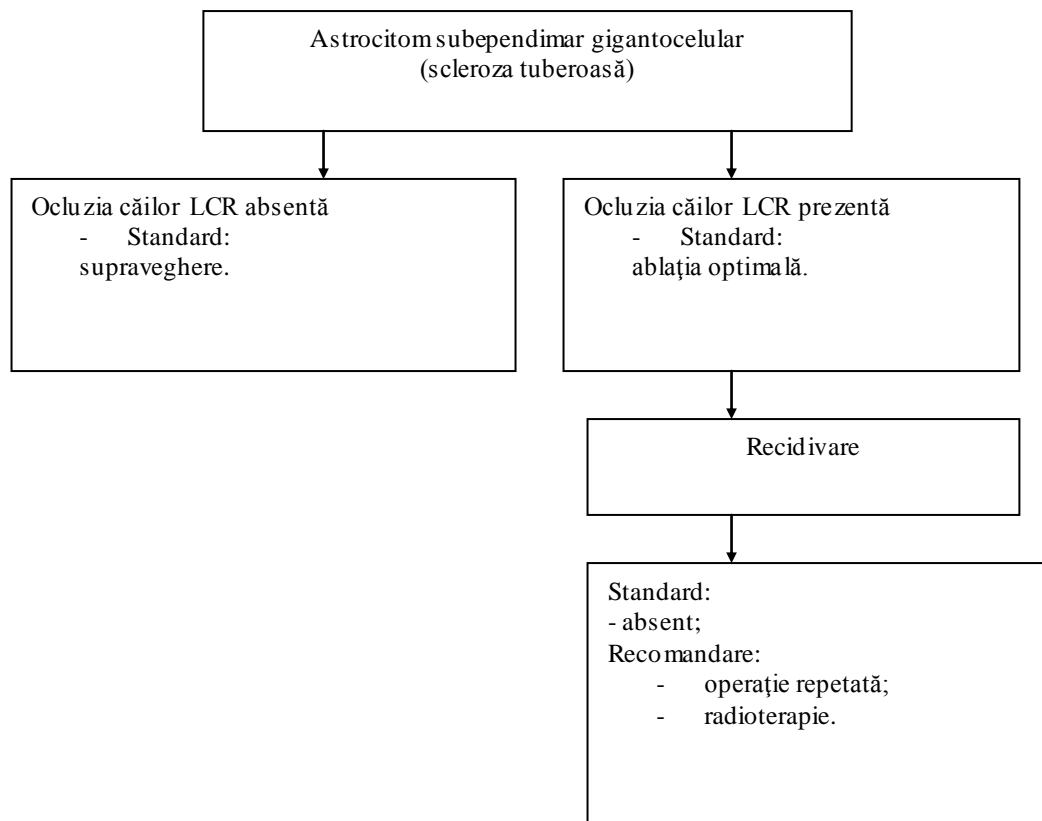 Astrocitom subependimar gigantocelular
(scleroza tuberoasă)
Ocluzia căilor LCR absentă
- Standard:
supraveghere.
Ocluzia căilor LCR prezentă
- Standard:
ablaţia optimală.
Recidivare
Standard:
- absent;
Recomandare:
- operaţie repetată;
- radioterapie.